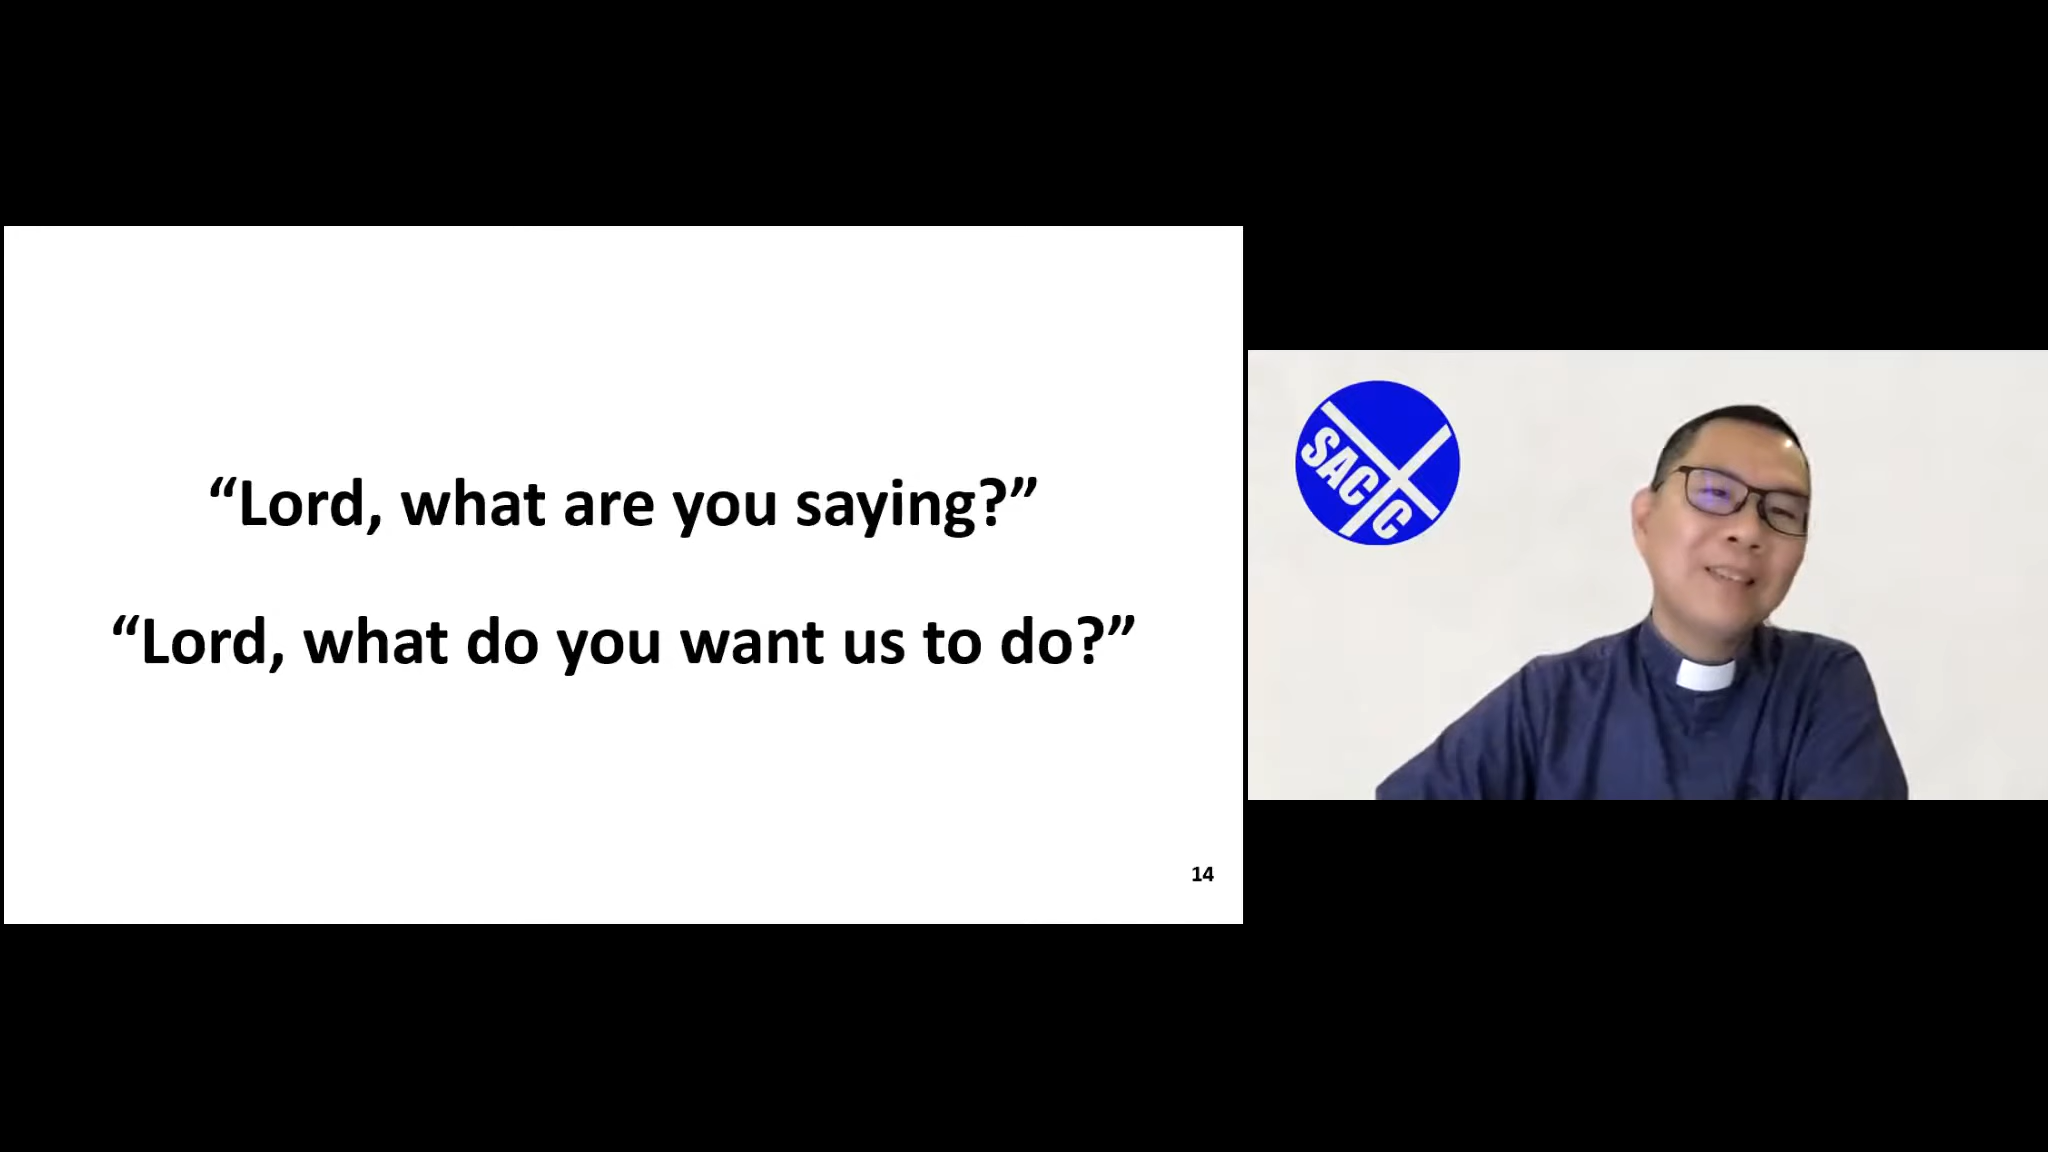 “Lord, what are you saying?”
“Lord, what do you want us to do?”
14
SAC C